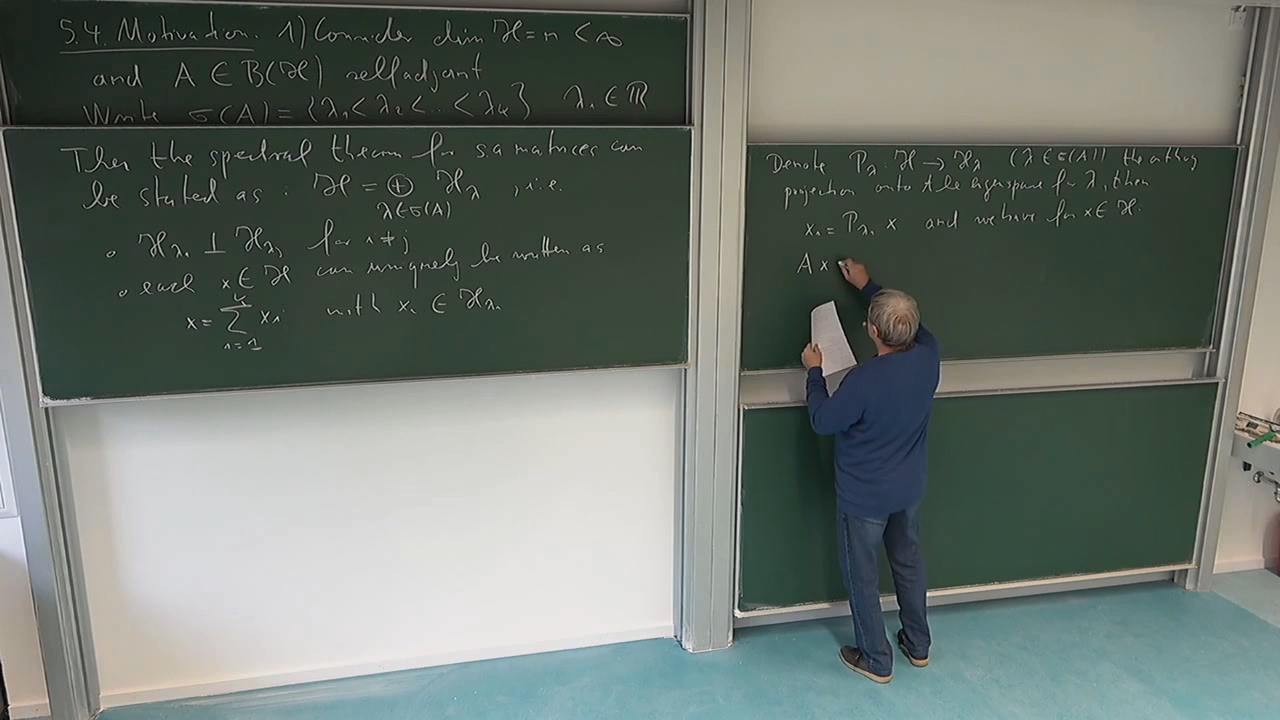 5.4. Motivation. 1) Consider dim ℋ = n < ∞
and A ∈ B(ℋ) selfadjoint
Write σ(A) = {λ₁ < λ₂ < .. < λₖ} λᵢ ∈ ℝ
Then the spectral theorem for s.a matrices can
be stated as : ℋ = ⊕ ℋ_λ , i.e.
λ∈σ(A)
∘ ℋ_λᵢ ⊥ ℋ_λⱼ for i ≠ j
∘ each x ∈ ℋ can uniquely be written as
x = ∑_{i=1}^{k} xᵢ with xᵢ ∈ ℋ_λᵢ
Denote P_λ : ℋ → ℋ_λ (λ ∈ σ(A)) the orthog
projection onto the eigenspace for λ, then
xᵢ = P_λᵢ x and we have for x ∈ ℋ.
A x